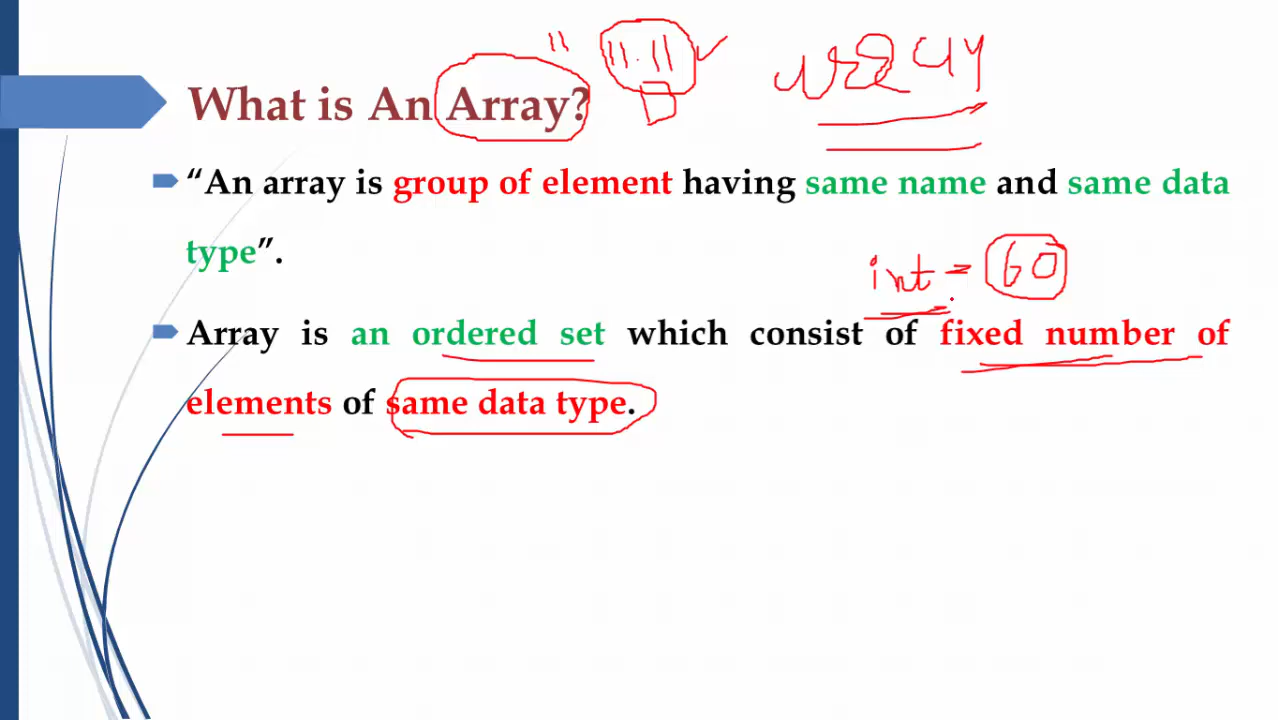 What is An Array?
array
“An array is group of element having same name and same data
type”.
int = 60
Array is an ordered set which consist of fixed number of
elements of same data type.